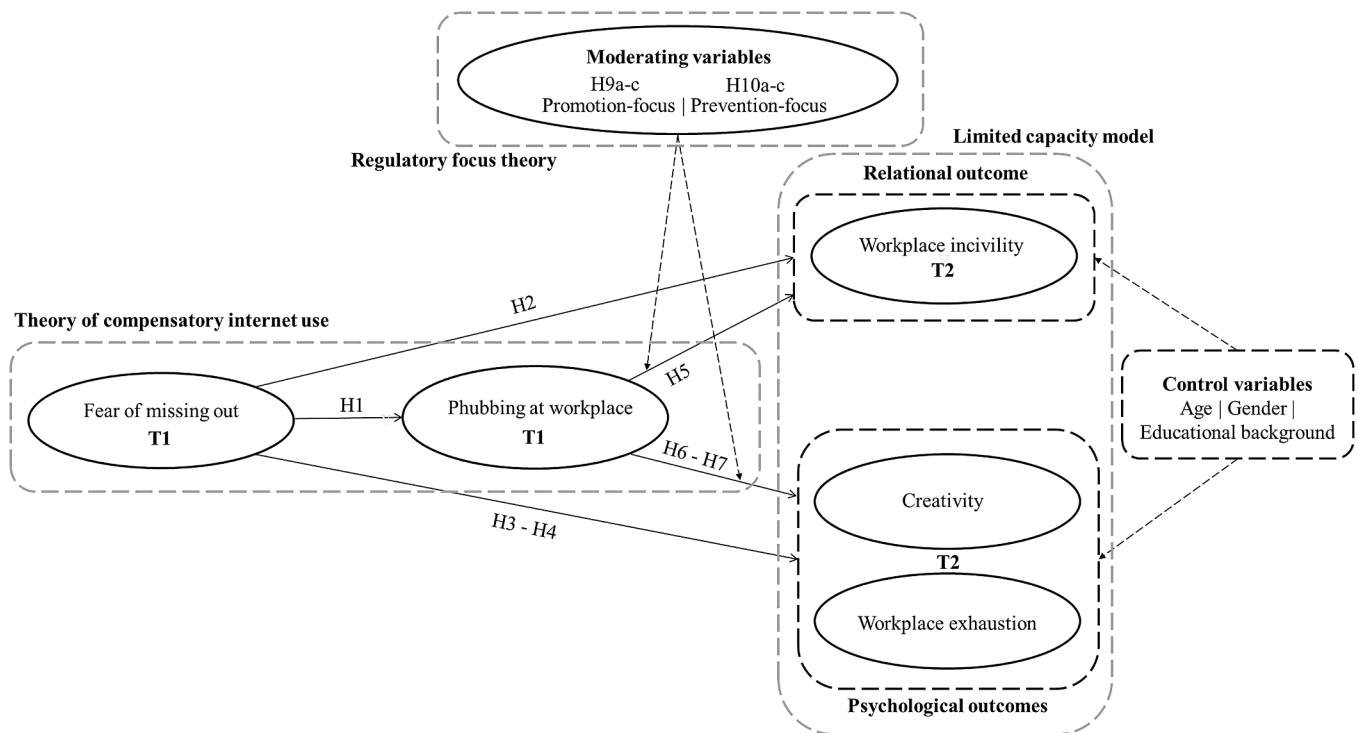 Moderating variables
H9a-c H10a-c
Promotion-focus | Prevention-focus
Regulatory focus theory
Limited capacity model
Relational outcome
Workplace incivility
T2
H2
Theory of compensatory internet use
H5
Fear of missing out
T1
H1
Phubbing at workplace
T1
Control variables
Age | Gender |
Educational background
H6 - H7
H3 - H4
Creativity
T2
Workplace exhaustion
Psychological outcomes